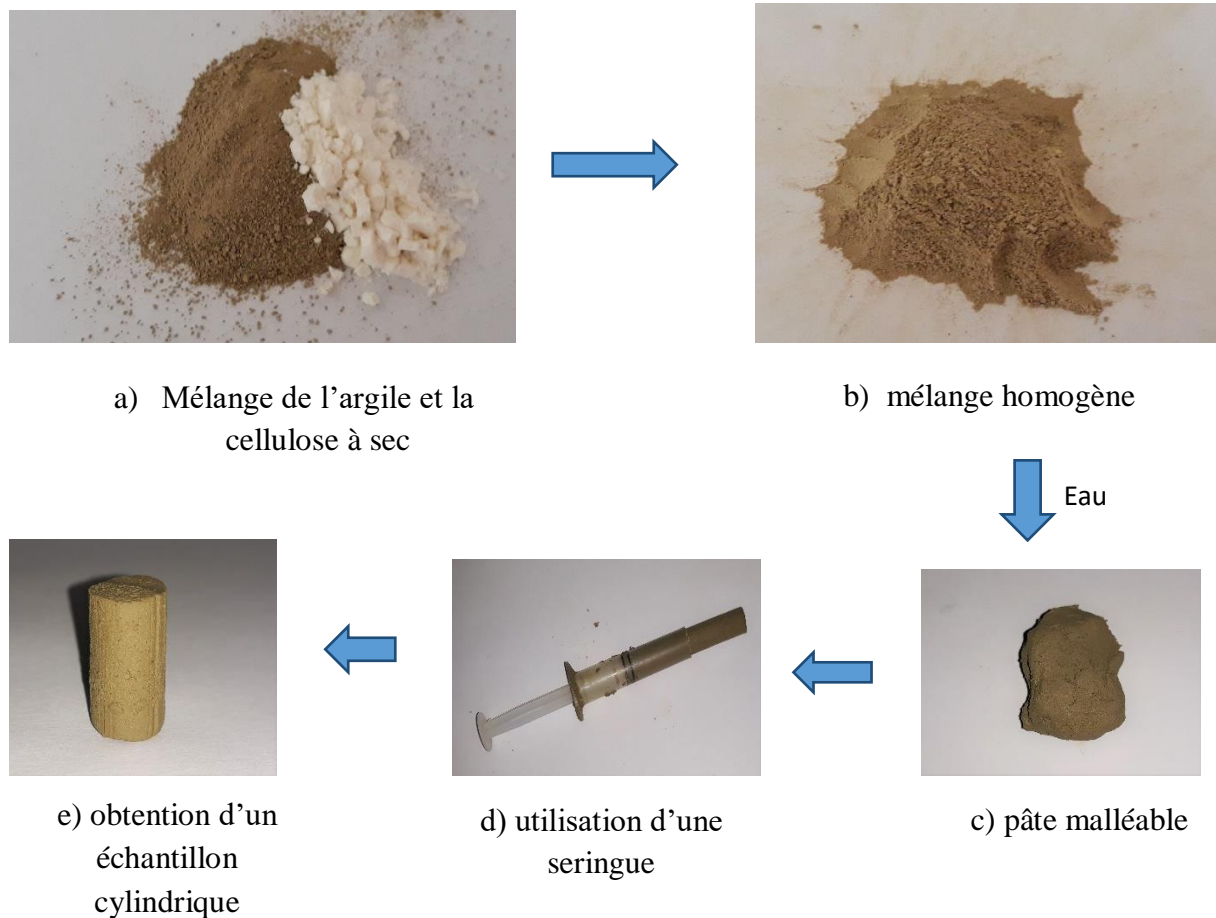 a) Mélange de l’argile et la
cellulose à sec
b) mélange homogène
Eau
c) pâte malléable
d) utilisation d’une
seringue
e) obtention d’un
échantillon
cylindrique